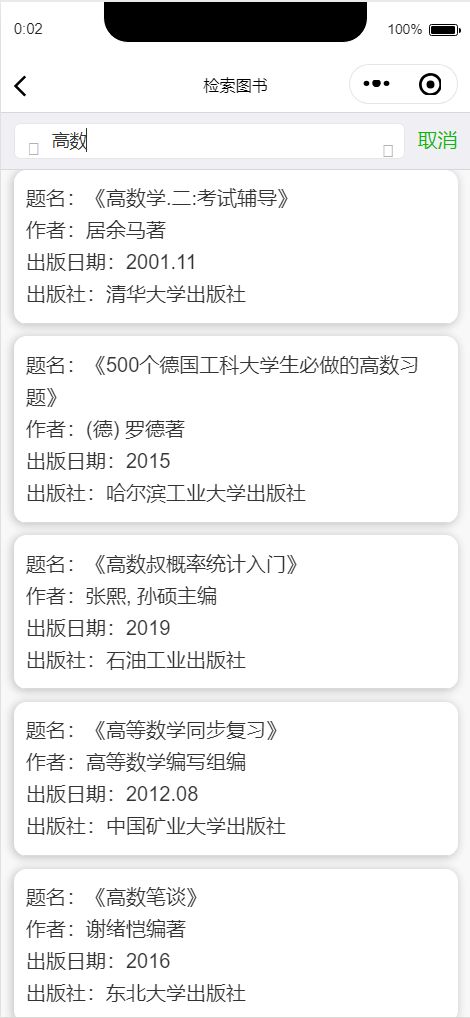 0:02
100%
检索图书
高数
取消
题名：《高数学.二:考试辅导》
作者：居余马著
出版日期：2001.11
出版社：清华大学出版社
题名：《500个德国工科大学生必做的高数习
题》
作者：(德) 罗德著
出版日期：2015
出版社：哈尔滨工业大学出版社
题名：《高数叔概率统计入门》
作者：张熙, 孙硕主编
出版日期：2019
出版社：石油工业出版社
题名：《高等数学同步复习》
作者：高等数学编写组编
出版日期：2012.08
出版社：中国矿业大学出版社
题名：《高数笔谈》
作者：谢绪恺编著
出版日期：2016
出版社：东北大学出版社